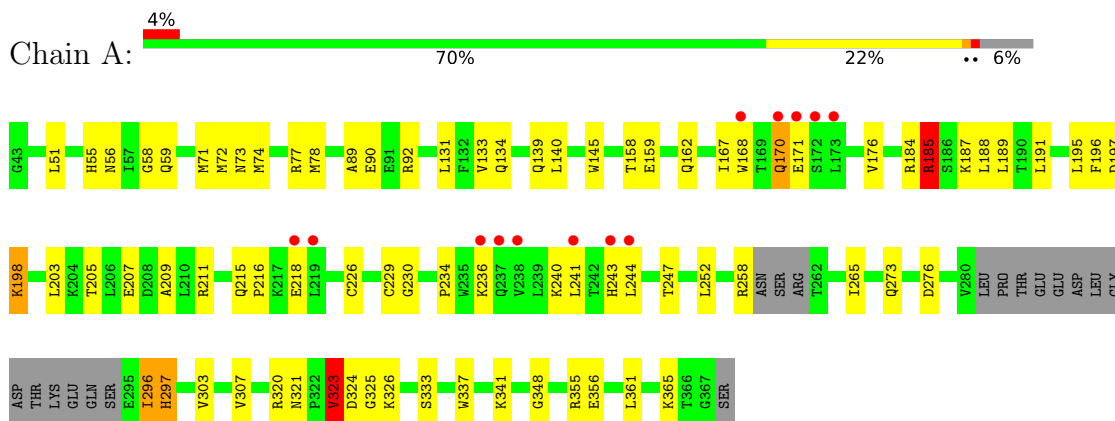 4%
Chain A:
70% 22% •• 6%
G43 L51 H55 N56 I57 G58 Q59 M71 M72 N73 M74 R77 M78 A89 E90 E91 R92 L131 F132 V133 Q134 Q139 L140 W145 T158 E159 Q162 I167 W168 T169 Q170 E171 S172 L173 V176 R184 R185 S186 K187 L188 L189 T190 L191 L195 F196 D197
K198 L203 K204 T205 L206 E207 D208 A209 L210 R211 Q215 P216 K217 E218 L219 C226 C229 G230 P234 W235 K236 Q237 V238 L239 K240 L241 T242 H243 L244 T247 L252 R258 ASN SER ARG T262 I265 Q273 D276 V280 LEU PRO THR GLU GLU ASP LEU GLY
ASP THR LYS GLU GLN SER E295 I296 H297 V303 V307 R320 N321 P322 V323 D324 G325 K326 S333 W337 K341 G348 R355 E356 L361 K365 T366 G367 SER